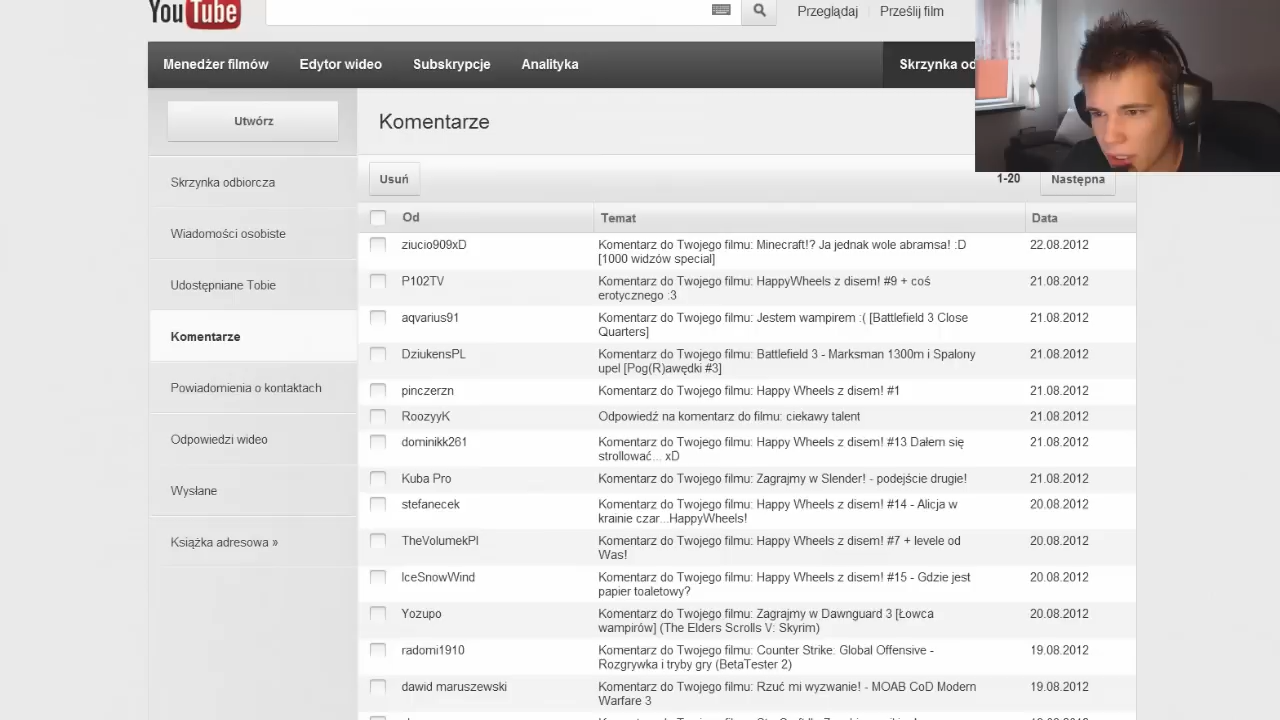 YouTube
Przeglądaj
Prześlij film
Menedżer filmów
Edytor wideo
Subskrypcje
Analityka
Skrzynka
Utwórz
Komentarze
Skrzynka odbiorcza
Wiadomości osobiste
Udostępniane Tobie
Komentarze
Powiadomienia o kontaktach
Odpowiedzi wideo
Wysłane
Książka adresowa »
Usuń
1-20
Następna
Od
Temat
Data
ziucio909xD
Komentarz do Twojego filmu: Minecraft!? Ja jednak wole abramsa! :D
[1000 widzów special]
22.08.2012
P102TV
Komentarz do Twojego filmu: HappyWheels z disem! #9 + coś
erotycznego :3
21.08.2012
aqvarius91
Komentarz do Twojego filmu: Jestem wampirem :( [Battlefield 3 Close
Quarters]
21.08.2012
DziukensPL
Komentarz do Twojego filmu: Battlefield 3 - Marksman 1300m i Spalony
upel [Pog(R)awędki #3]
21.08.2012
pinczerzn
Komentarz do Twojego filmu: Happy Wheels z disem! #1
21.08.2012
RoozyyK
Odpowiedź na komentarz do filmu: ciekawy talent
21.08.2012
dominikk261
Komentarz do Twojego filmu: Happy Wheels z disem! #13 Dałem się
strollować... xD
21.08.2012
Kuba Pro
Komentarz do Twojego filmu: Zagrajmy w Slender! - podejście drugie!
21.08.2012
stefanecek
Komentarz do Twojego filmu: Happy Wheels z disem! #14 - Alicja w
krainie czar...HappyWheels!
20.08.2012
TheVolumekPl
Komentarz do Twojego filmu: Happy Wheels z disem! #7 + levele od
Was!
20.08.2012
IceSnowWind
Komentarz do Twojego filmu: Happy Wheels z disem! #15 - Gdzie jest
papier toaletowy?
20.08.2012
Yozupo
Komentarz do Twojego filmu: Zagrajmy w Dawnguard 3 [Łowca
wampirów] (The Elders Scrolls V: Skyrim)
20.08.2012
radomi1910
Komentarz do Twojego filmu: Counter Strike: Global Offensive -
Rozgrywka i tryby gry (BetaTester 2)
19.08.2012
dawid maruszewski
Komentarz do Twojego filmu: Rzuć mi wyzwanie! - MOAB CoD Modern
Warfare 3
19.08.2012